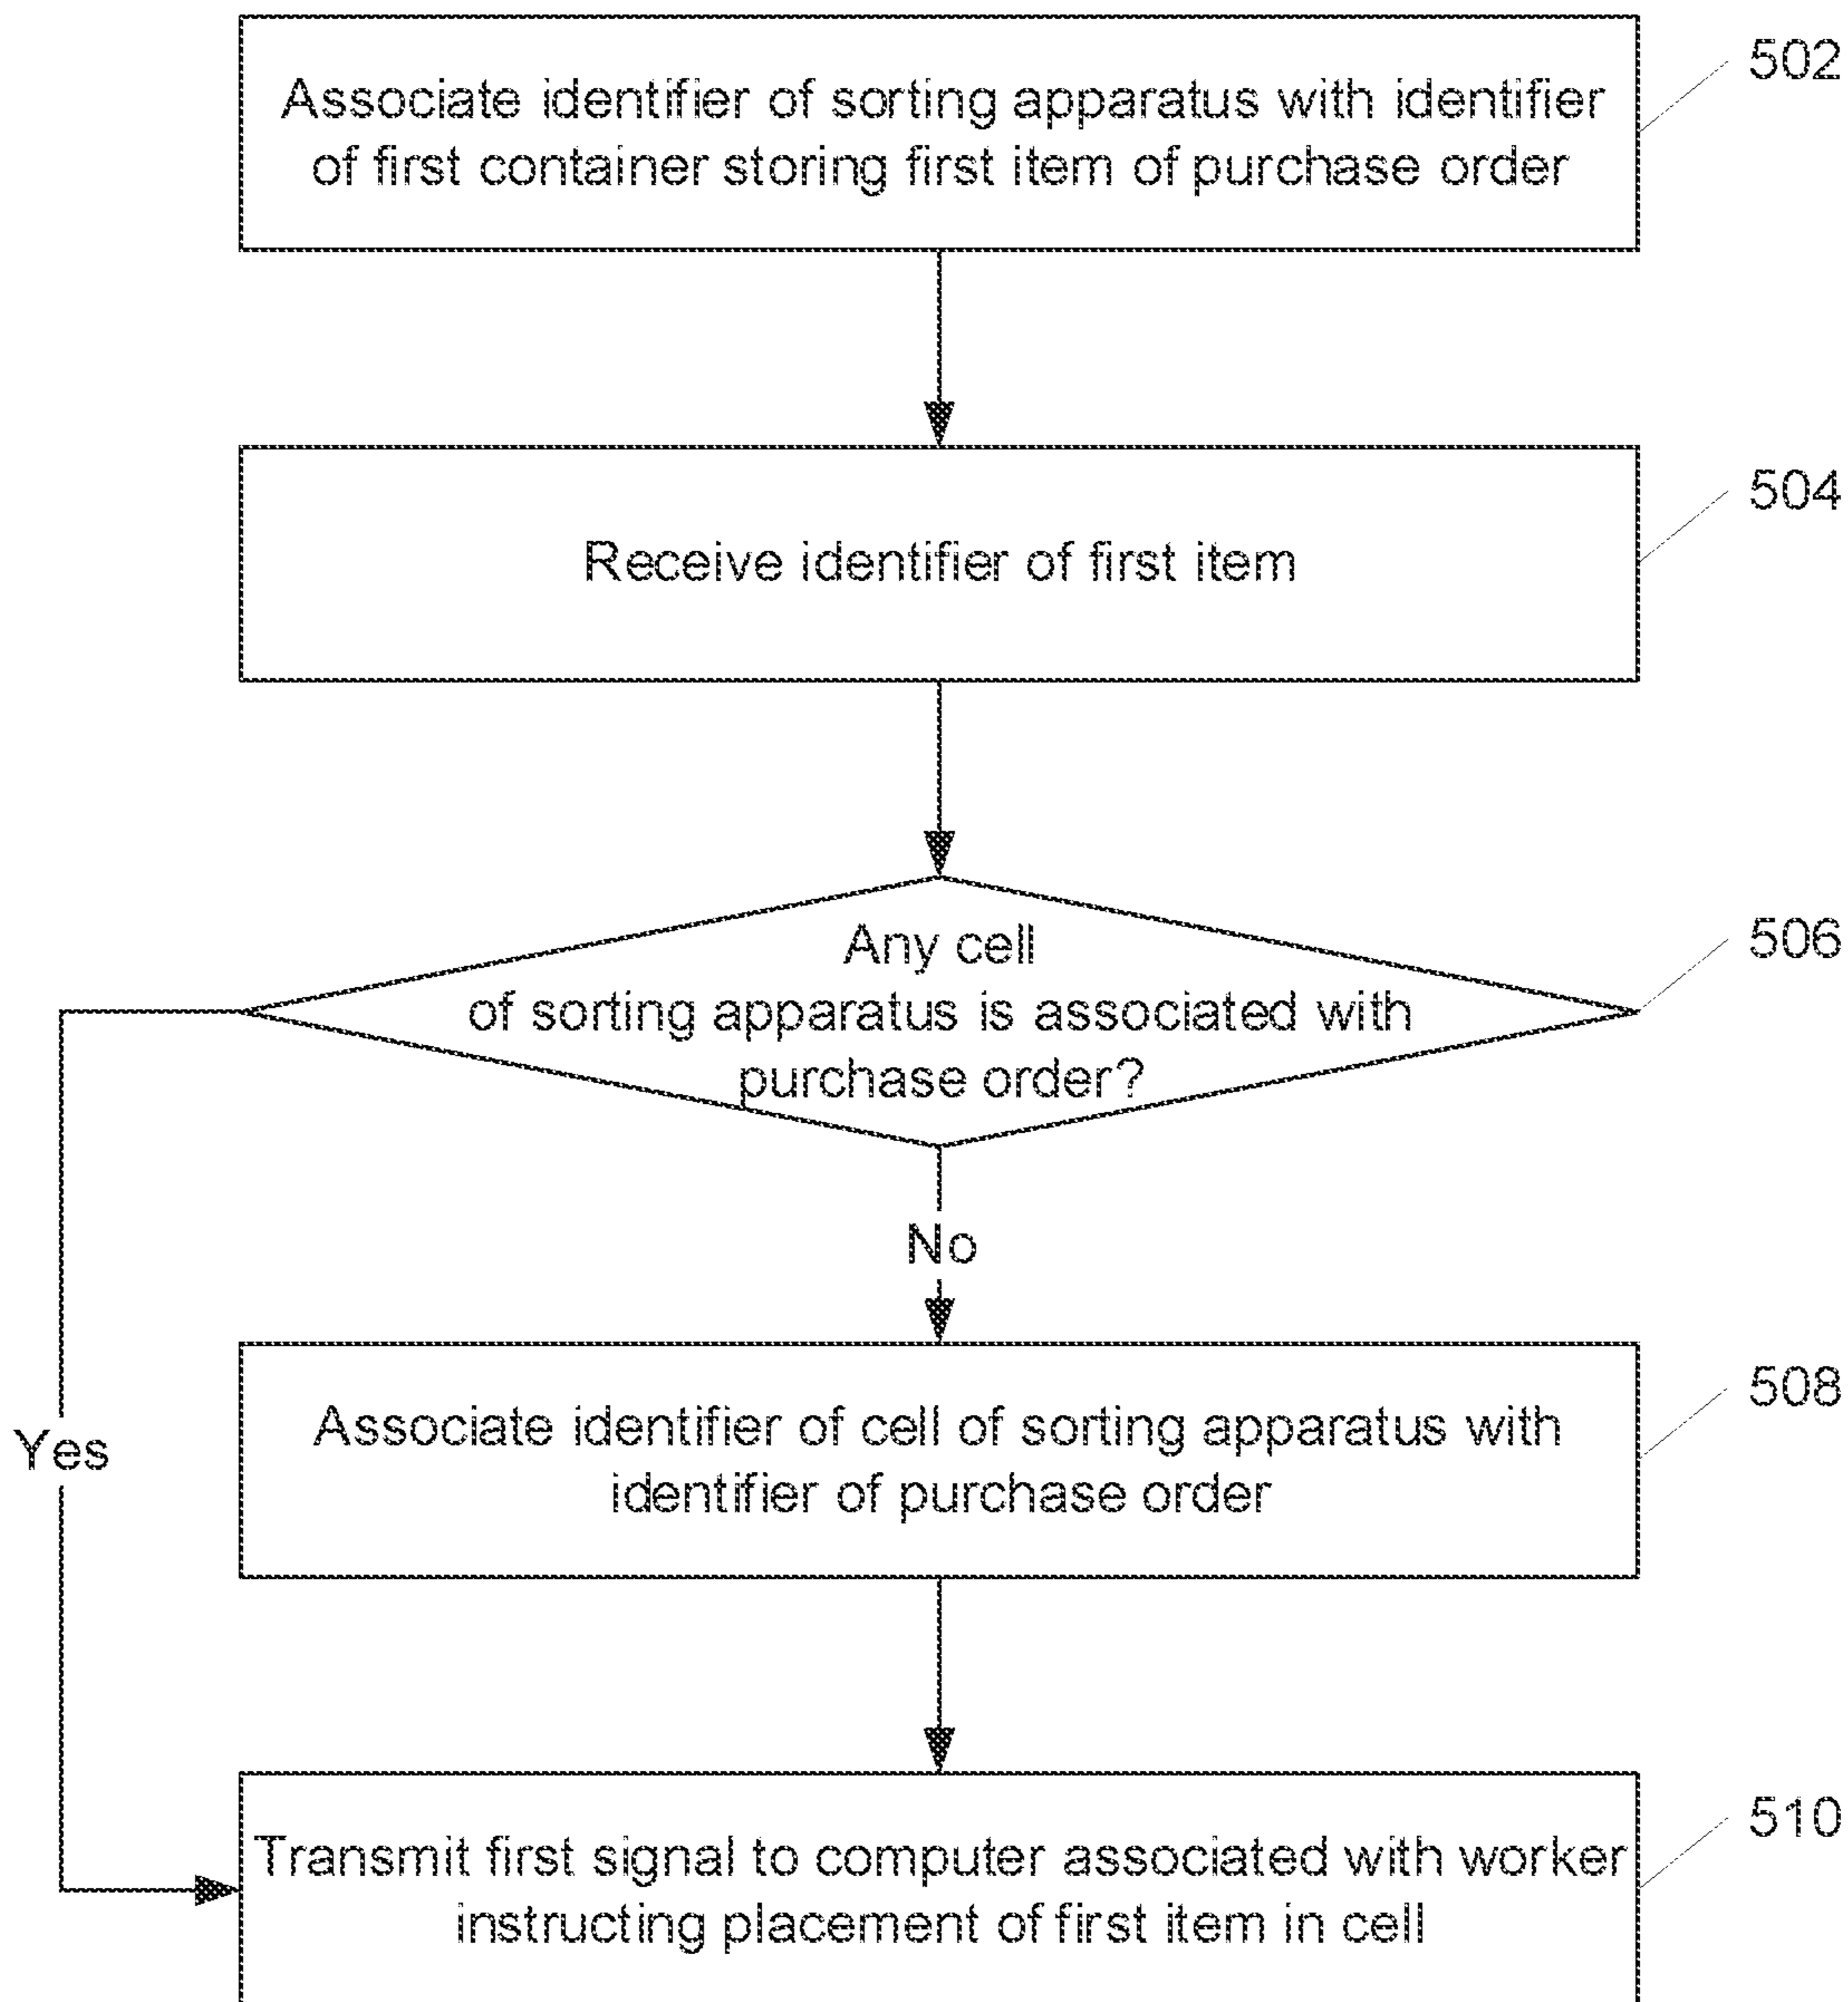 502
Associate identifier of sorting apparatus with identifier
of first container storing first item of purchase order
504
Receive identifier of first item
506
Any cell
of sorting apparatus is associated with
purchase order?
No
508
Associate identifier of cell of sorting apparatus with
identifier of purchase order
Yes
510
Transmit first signal to computer associated with worker
instructing placement of first item in cell